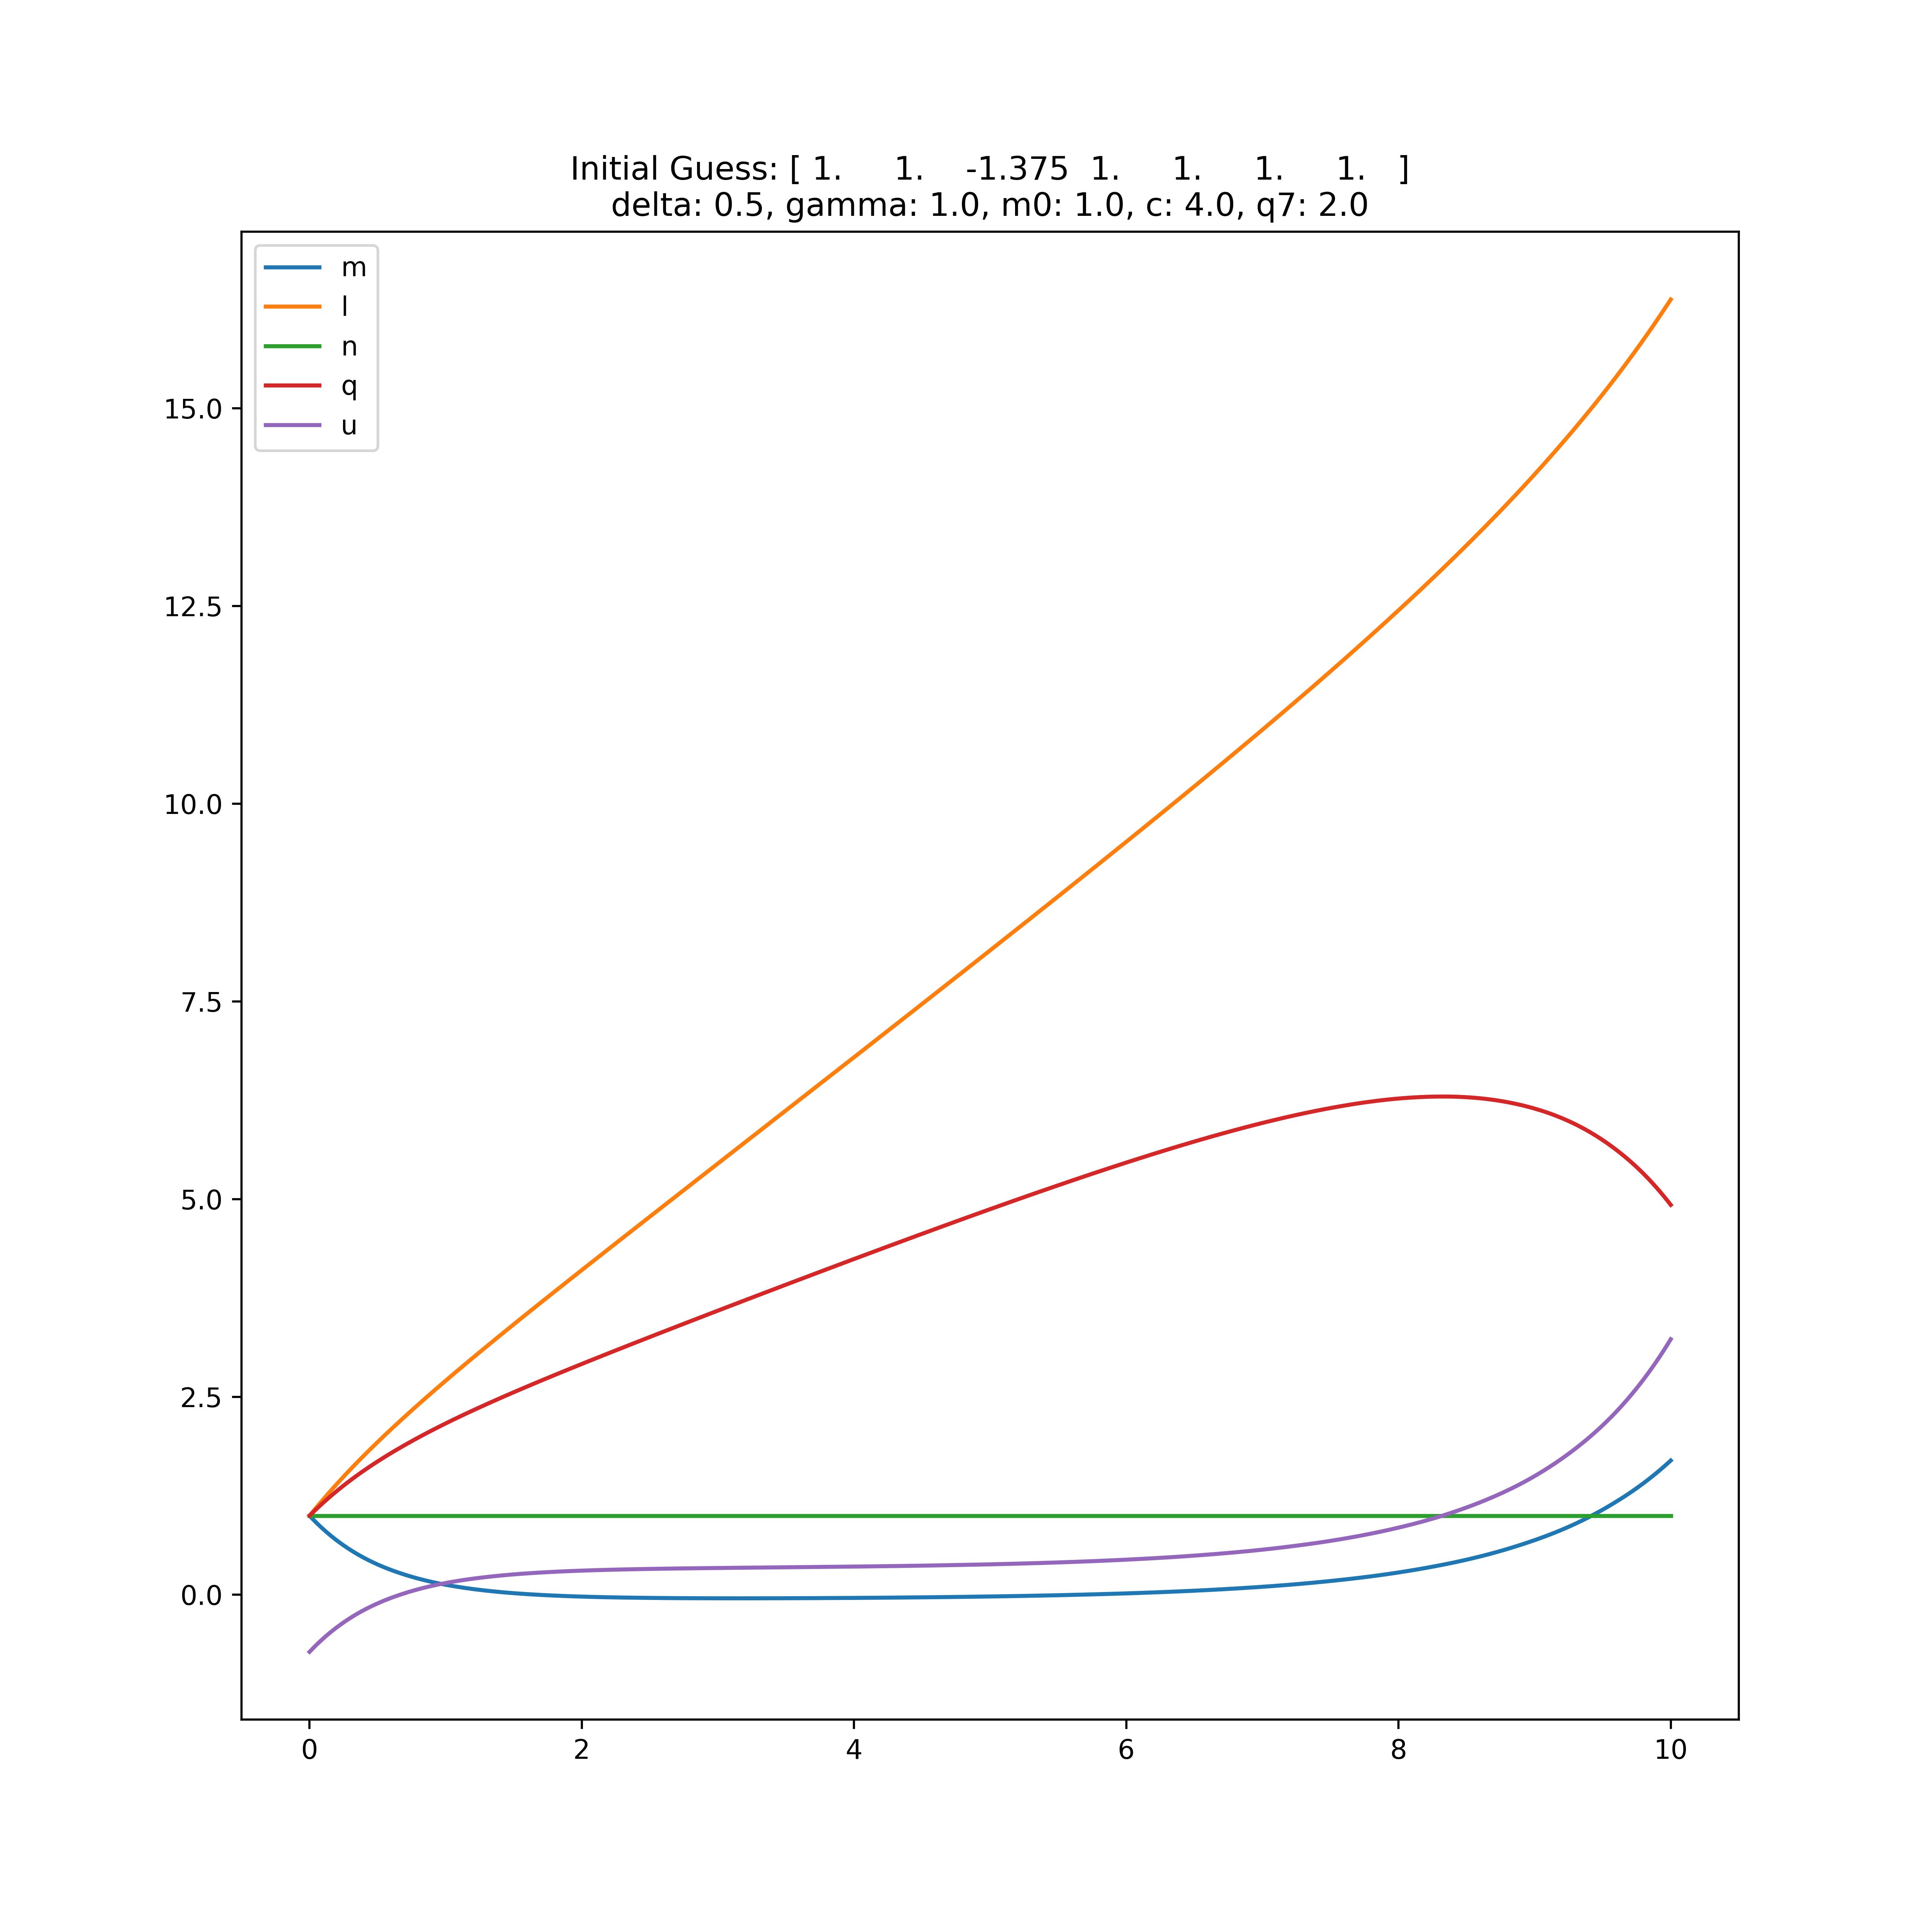 Initial Guess: [ 1. 1. -1.375 1. 1. 1. 1. ]
delta: 0.5, gamma: 1.0, m0: 1.0, c: 4.0, q7: 2.0
m
l
n
q
u
15.0
12.5
10.0
7.5
5.0
2.5
0.0
0 2 4 6 8 10